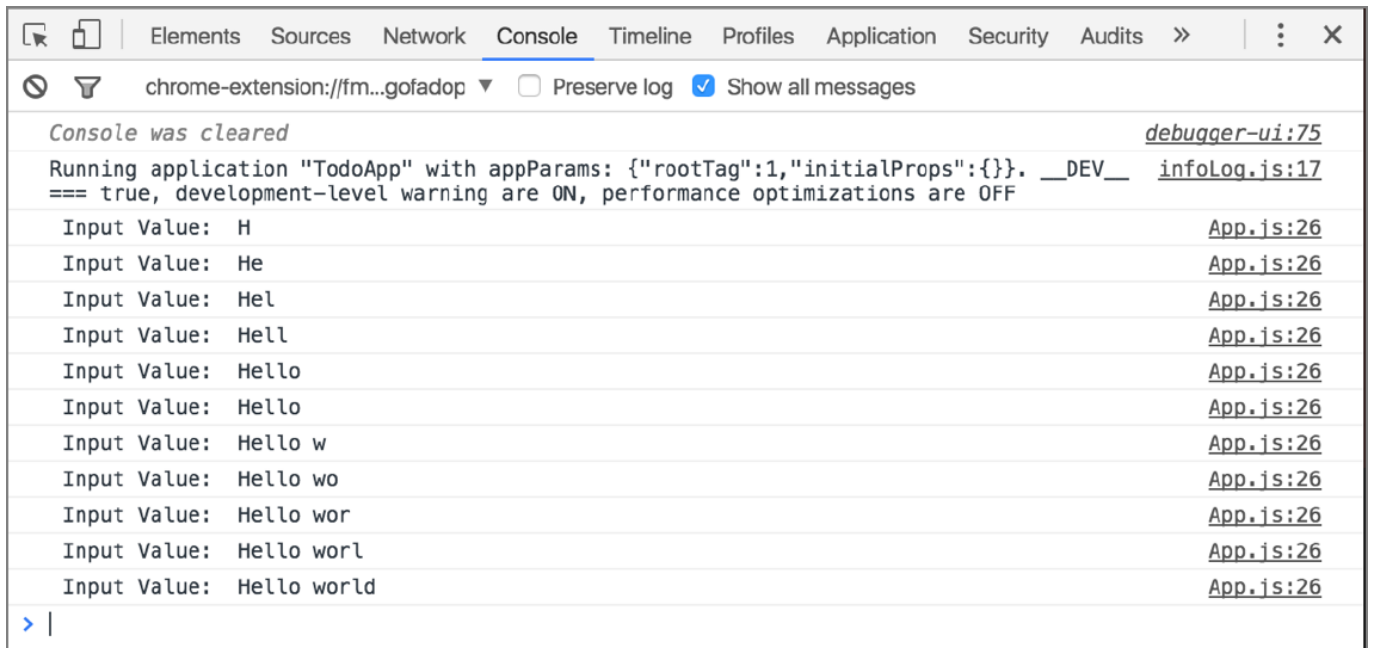 Elements Sources Network Console Timeline Profiles Application Security Audits »
chrome-extension://fm...gofadop ▼ Preserve log Show all messages
Console was cleared debugger-ui:75
Running application "TodoApp" with appParams: {"rootTag":1,"initialProps":{}}. __DEV__ infoLog.js:17
=== true, development-level warning are ON, performance optimizations are OFF
Input Value: H App.js:26
Input Value: He App.js:26
Input Value: Hel App.js:26
Input Value: Hell App.js:26
Input Value: Hello App.js:26
Input Value: Hello App.js:26
Input Value: Hello w App.js:26
Input Value: Hello wo App.js:26
Input Value: Hello wor App.js:26
Input Value: Hello worl App.js:26
Input Value: Hello world App.js:26
>